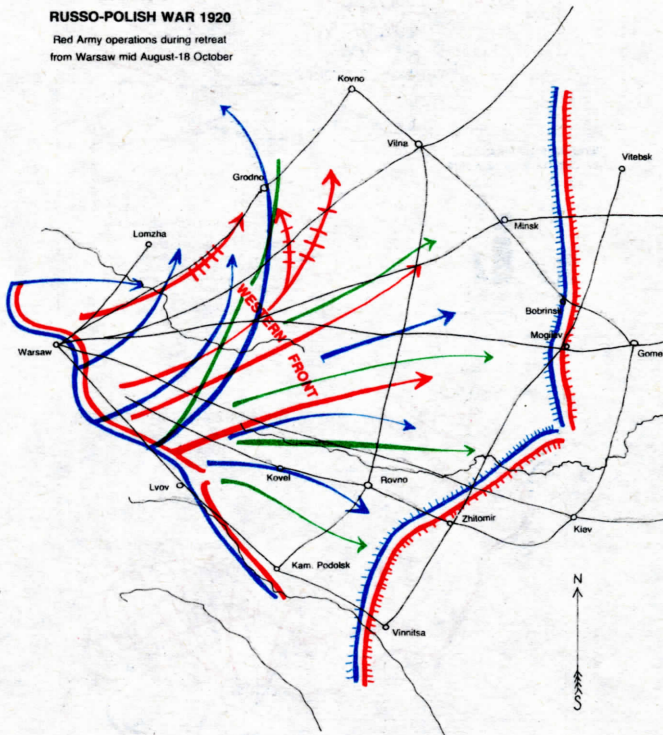 RUSSO-POLISH WAR 1920
Red Army operations during retreat
from Warsaw mid August-18 October
Kovno
Vilna
Vitebsk
Grodno
Lomzha
Minsk
WESTERN FRONT
Bobrinsi
Mogilev
Warsaw
Gome
Kovel
Rovno
Lvov
Zhitomir
Kiev
Kam. Podolsk
N
Vinnitsa
S